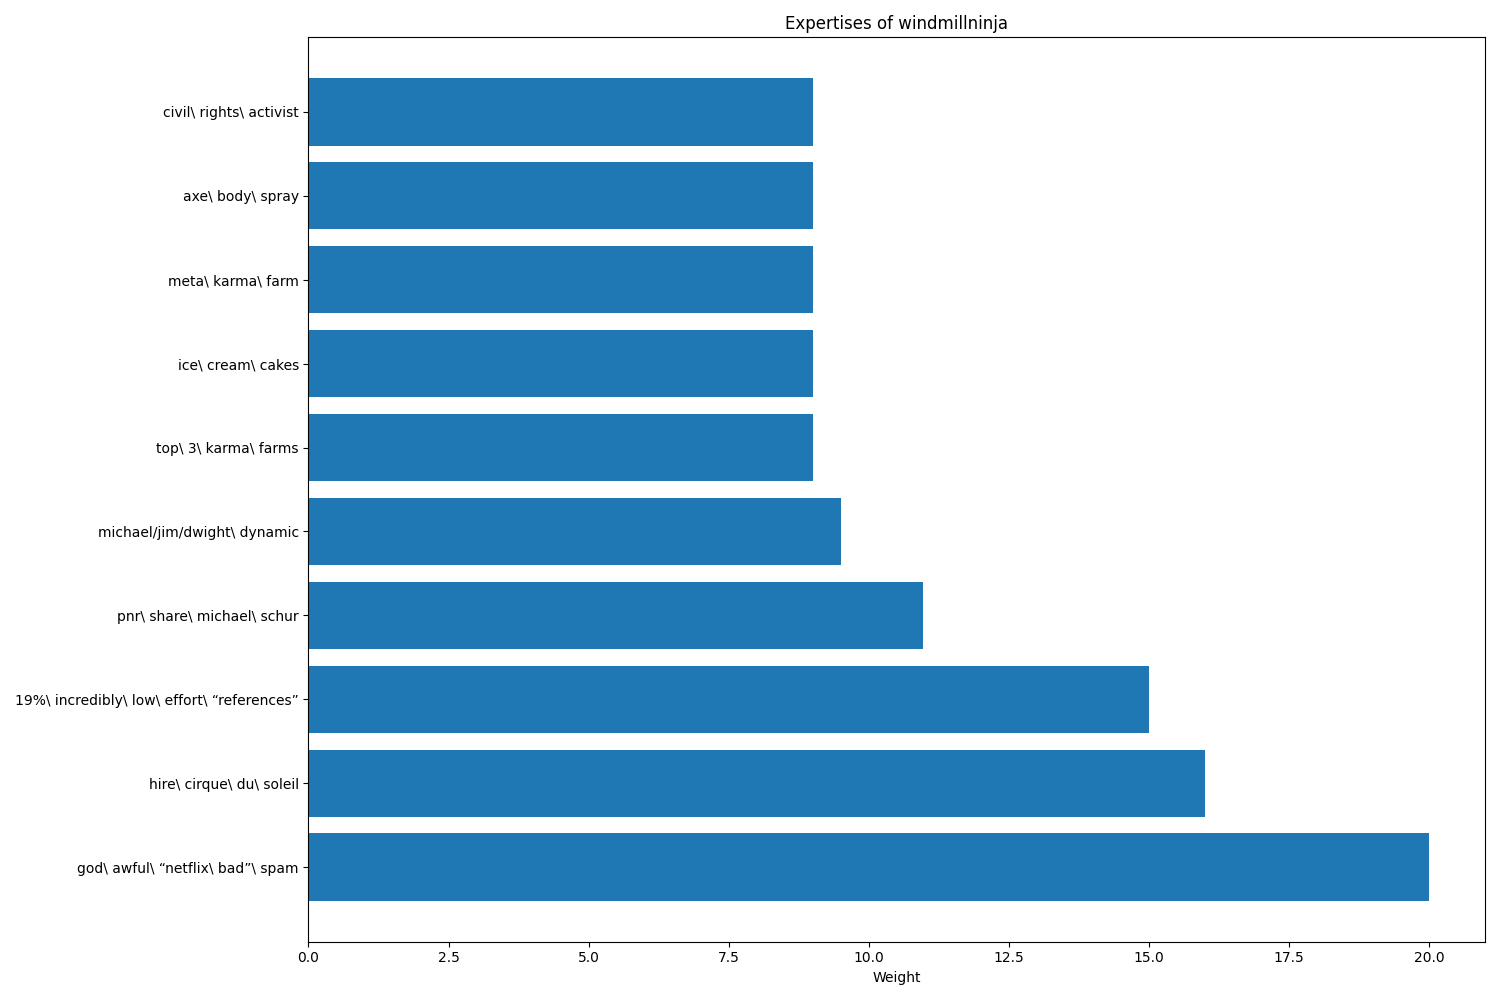 Expertises of windmillninja
civil\ rights\ activist
axe\ body\ spray
meta\ karma\ farm
ice\ cream\ cakes
top\ 3\ karma\ farms
michael/jim/dwight\ dynamic
pnr\ share\ michael\ schur
19%\ incredibly\ low\ effort\ “references”
hire\ cirque\ du\ soleil
god\ awful\ “netflix\ bad”\ spam
0.0 2.5 5.0 7.5 10.0 12.5 15.0 17.5 20.0
Weight